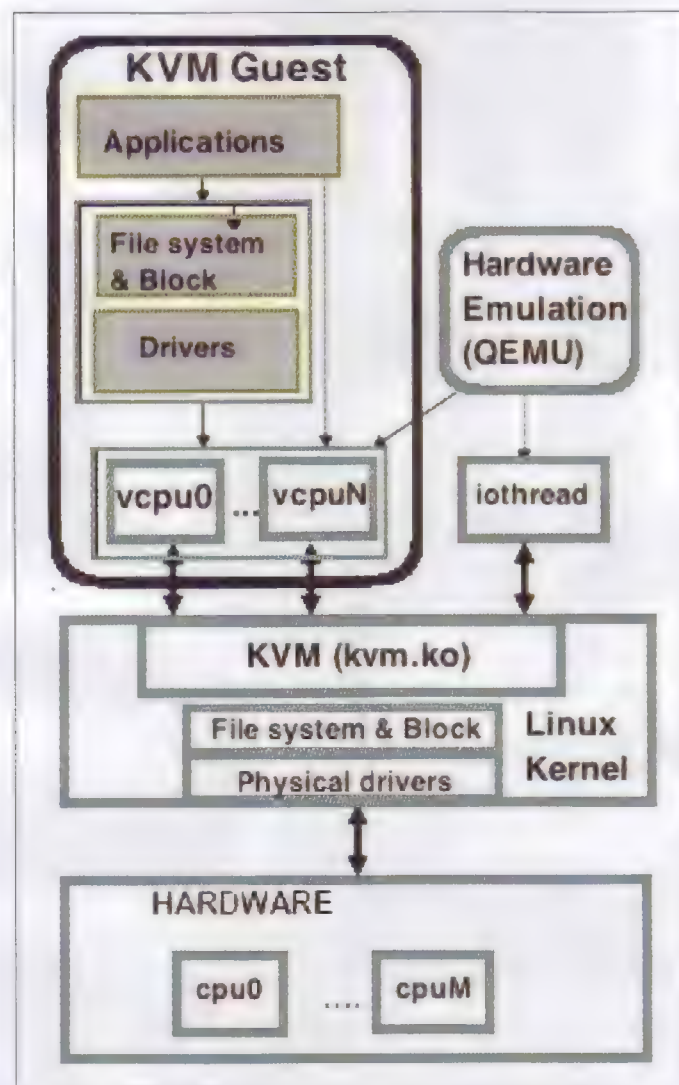 KVM Guest
Applications
File system
& Block
Drivers
Hardware
Emulation
(QEMU)
vcpu0 ... vcpuN
iothread
KVM (kvm.ko)
File system & Block
Physical drivers
Linux
Kernel
HARDWARE
cpu0 .... cpuM